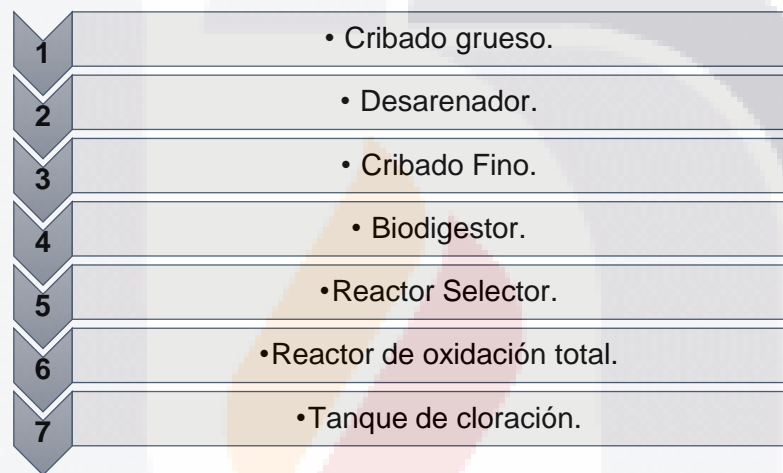 1 • Cribado grueso.
2 • Desarenador.
3 • Cribado Fino.
4 • Biodigestor.
5 •Reactor Selector.
6 •Reactor de oxidación total.
7 •Tanque de cloración.